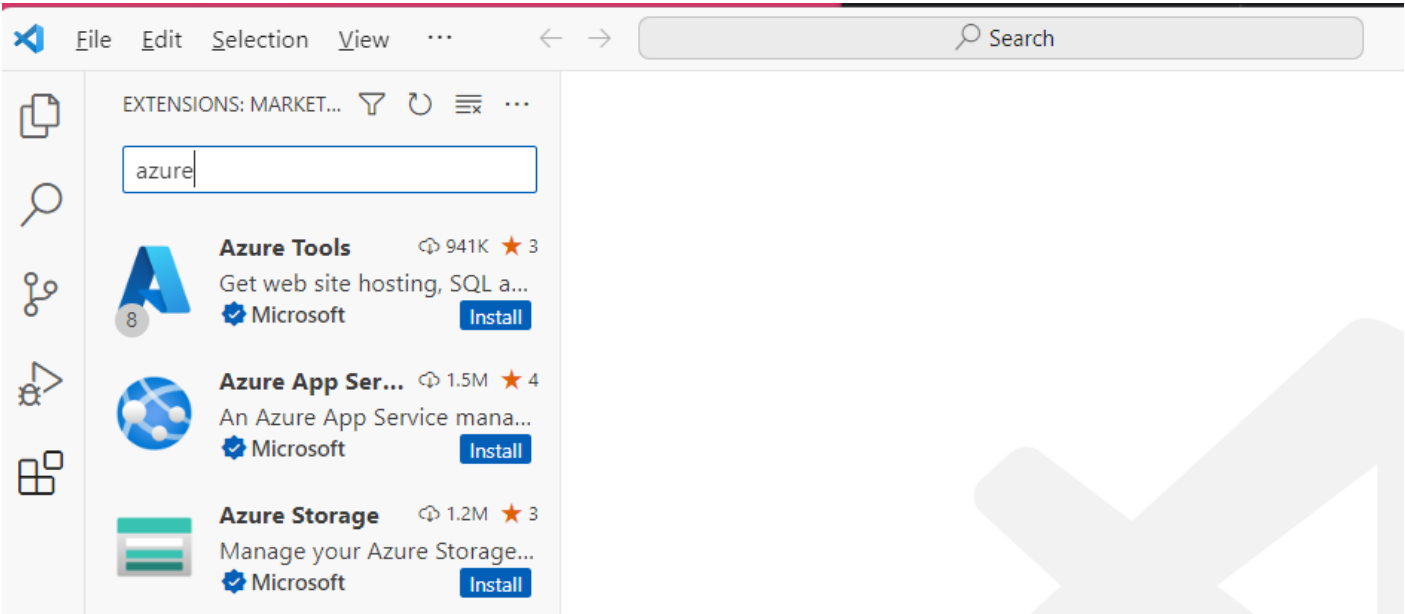 File Edit Selection View ··· Search
EXTENSIONS: MARKET... ···
azure
Azure Tools 941K 3
Get web site hosting, SQL a...
8
Microsoft Install
Azure App Ser... 1.5M 4
An Azure App Service mana...
Microsoft Install
Azure Storage 1.2M 3
Manage your Azure Storage...
Microsoft Install